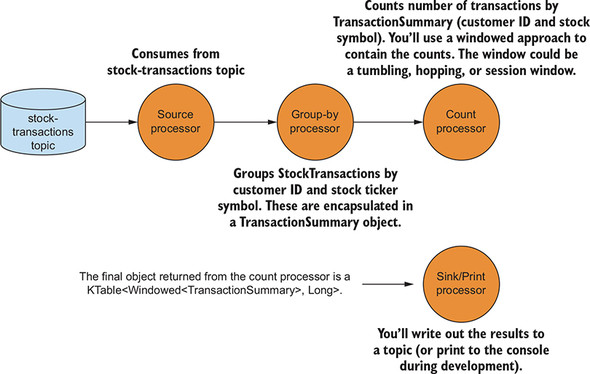 Counts number of transactions by
TransactionSummary (customer ID and stock
symbol). You’ll use a windowed approach to
contain the counts. The window could be
a tumbling, hopping, or session window.
Consumes from
stock-transactions topic
stock-
transactions
topic
Source
processor
Group-by
processor
Count
processor
Groups StockTransactions by
customer ID and stock ticker
symbol. These are encapsulated in
a TransactionSummary object.
The final object returned from the count processor is a
KTable<Windowed<TransactionSummary>, Long>.
Sink/Print
processor
You’ll write out the results to
a topic (or print to the console
during development).